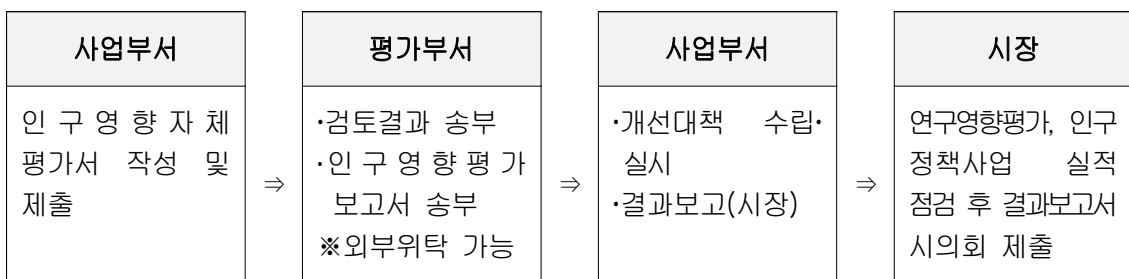 사업부서
인 구 영 향 자 체
평가서 작성 및
제출
⇒
평가부서
·검토결과 송부
·인 구 영 향 평 가
보고서 송부
※외부위탁 가능
⇒
사업부서
·개선대책 수립·
실시
·결과보고(시장)
⇒
시장
연구영향평가, 인구
정책사업 실적
점검 후 결과보고서
시의회 제출